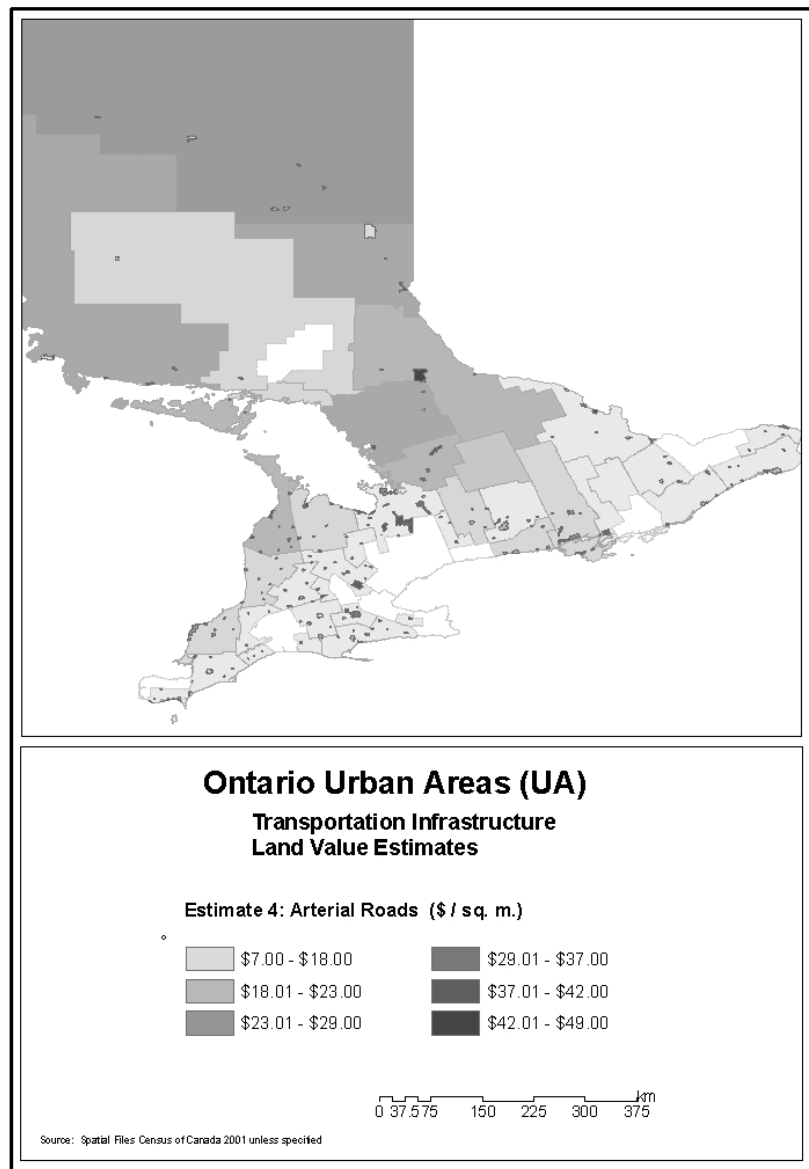 Ontario Urban Areas (UA)
Transportation Infrastructure
Land Value Estimates
Estimate 4: Arterial Roads ($ / sq. m.)
$7.00 - $18.00
$18.01 - $23.00
$23.01 - $29.00
$29.01 - $37.00
$37.01 - $42.00
$42.01 - $49.00
km
0 37.575 150 225 300 375
Source: Spatial Files Census of Canada 2001 unless specified